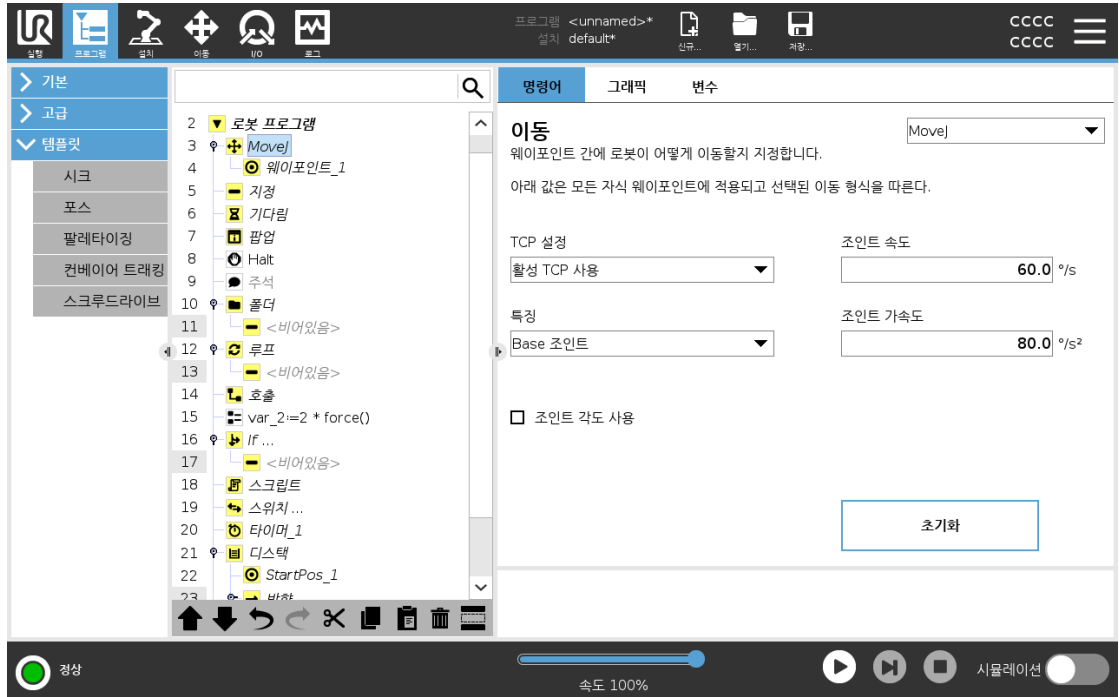 프로그램 <unnamed>*
설치 default*
cccc
cccc
실행 프로그램 설치 이동 I/O 로그 신규... 열기... 저장...
기본
고급
템플릿
시크
포스
팔레타이징
컨베이어 트래킹
스크루드라이브
2 로봇 프로그램
3 MoveJ
4 웨이포인트_1
5 지정
6 기다림
7 팝업
8 Halt
9 주석
10 폴더
11 <비어있음>
12 루프
13 <비어있음>
14 호출
15 var_2≔2 * force()
16 If ...
17 <비어있음>
18 스크립트
19 스위치 ...
20 타이머_1
21 디스택
22 StartPos_1
23 방향
명령어 그래픽 변수
이동
MoveJ
웨이포인트 간에 로봇이 어떻게 이동할지 지정합니다.
아래 값은 모든 자식 웨이포인트에 적용되고 선택된 이동 형식을 따른다.
TCP 설정
활성 TCP 사용
조인트 속도
60.0 °/s
특징
Base 조인트
조인트 가속도
80.0 °/s²
조인트 각도 사용
초기화
정상
속도 100%
시뮬레이션